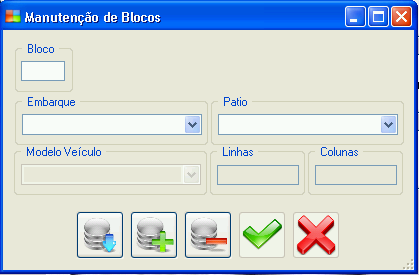 Manutenção de Blocos
Bloco
Embarque Patio
Modelo Veículo Linhas Colunas